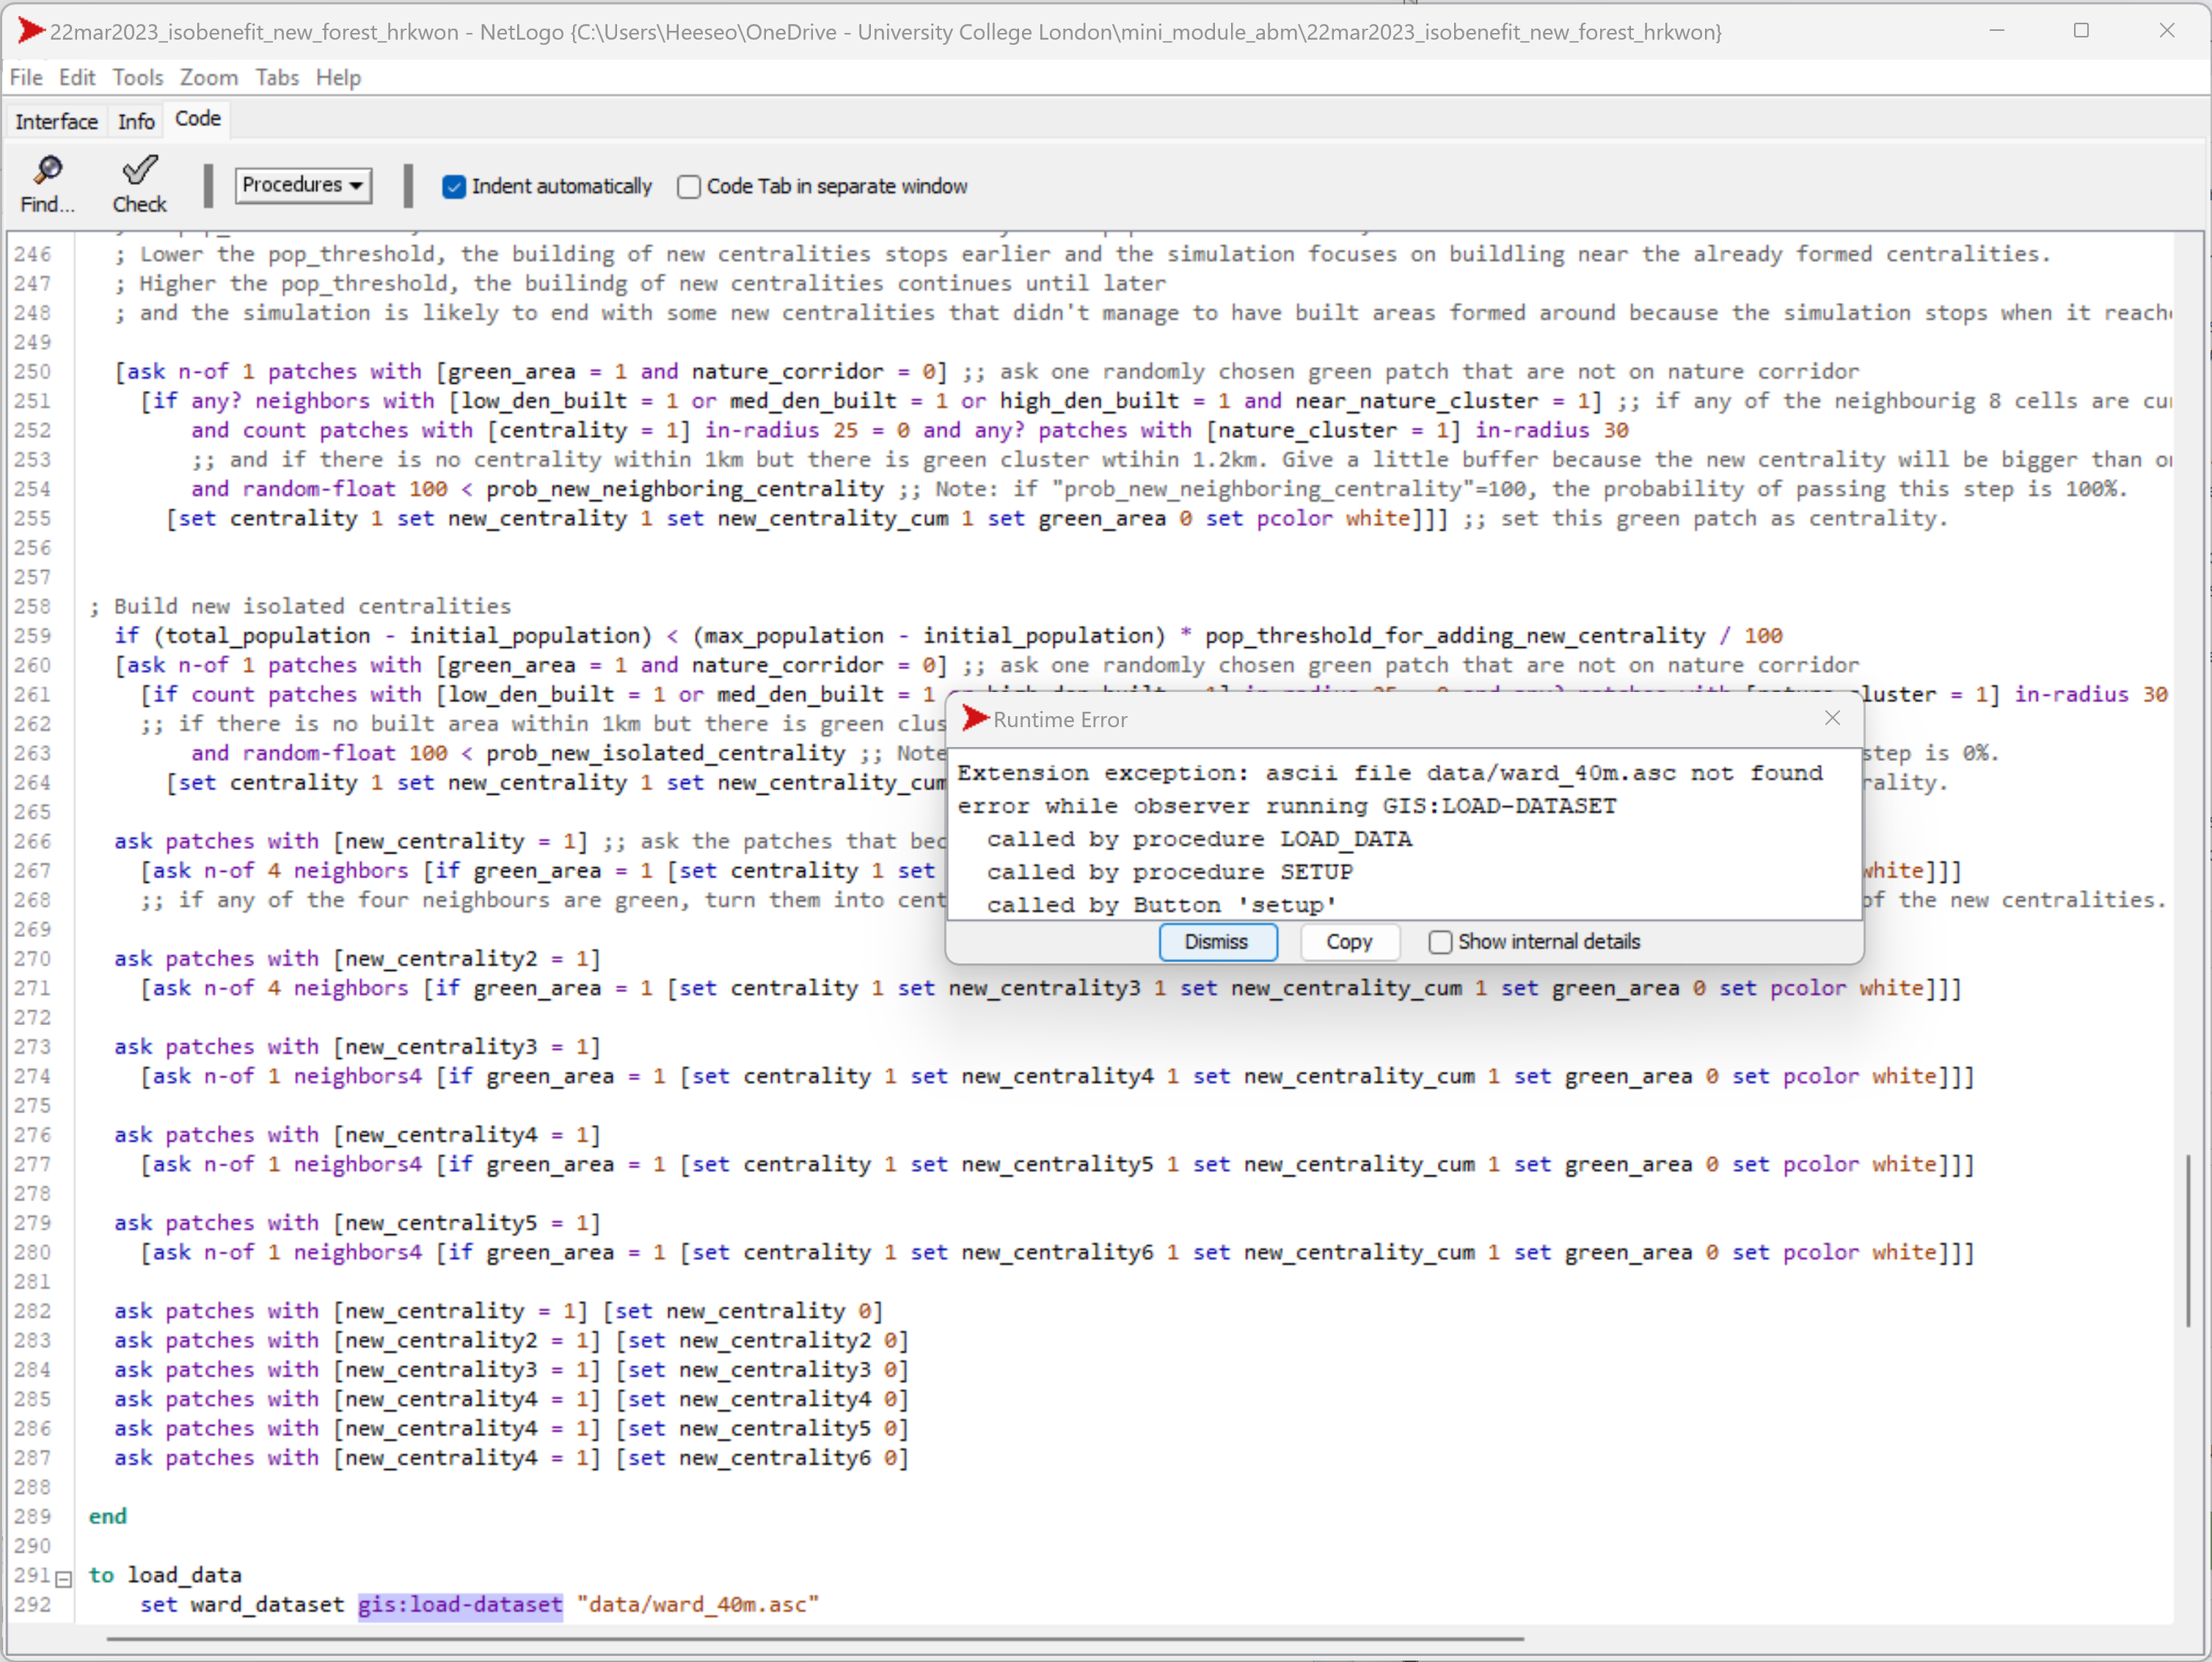 22mar2023_isobenefit_new_forest_hrkwon - NetLogo {C:\Users\Heeseo\OneDrive - University College London\mini_module_abm\22mar2023_isobenefit_new_forest_hrkwon}
File Edit Tools Zoom Tabs Help
Interface Info Code
Find... Check Procedures Indent automatically Code Tab in separate window
246 ; Lower the pop_threshold, the building of new centralities stops earlier and the simulation focuses on buildling near the already formed centralities.
247 ; Higher the pop_threshold, the builindg of new centralities continues until later
248 ; and the simulation is likely to end with some new centralities that didn't manage to have built areas formed around because the simulation stops when it reach
249
250 [ask n-of 1 patches with [green_area = 1 and nature_corridor = 0] ;; ask one randomly chosen green patch that are not on nature corridor
251 [if any? neighbors with [low_den_built = 1 or med_den_built = 1 or high_den_built = 1 and near_nature_cluster = 1] ;; if any of the neighbourig 8 cells are
252 and count patches with [centrality = 1] in-radius 25 = 0 and any? patches with [nature_cluster = 1] in-radius 30
253 ;; and if there is no centrality within 1km but there is green cluster wtihin 1.2km. Give a little buffer because the new centrality will be bigger than
254 and random-float 100 < prob_new_neighboring_centrality ;; Note: if "prob_new_neighboring_centrality"=100, the probability of passing this step is 100%.
255 [set centrality 1 set new_centrality 1 set new_centrality_cum 1 set green_area 0 set pcolor white]]] ;; set this green patch as centrality.
256
257
258 ; Build new isolated centralities
259 if (total_population - initial_population) < (max_population - initial_population) * pop_threshold_for_adding_new_centrality / 100
260 [ask n-of 1 patches with [green_area = 1 and nature_corridor = 0] ;; ask one randomly chosen green patch that are not on nature corridor
261 [if count patches with [low_den_built = 1 or med_den_built = 1 luster = 1] in-radius 30
262 ;; if there is no built area within 1km but there is green clus
263 and random-float 100 < prob_new_isolated_centrality ;; Note step is 0%.
264 [set centrality 1 set new_centrality 1 set new_centrality_cum rality.
265
266 ask patches with [new_centrality = 1] ;; ask the patches that bec
267 [ask n-of 4 neighbors [if green_area = 1 [set centrality 1 set white]]]
268 ;; if any of the four neighbours are green, turn them into cent of the new centralities.
269
270 ask patches with [new_centrality2 = 1]
271 [ask n-of 4 neighbors [if green_area = 1 [set centrality 1 set new_centrality3 1 set new_centrality_cum 1 set green_area 0 set pcolor white]]]
272
273 ask patches with [new_centrality3 = 1]
274 [ask n-of 1 neighbors4 [if green_area = 1 [set centrality 1 set new_centrality4 1 set new_centrality_cum 1 set green_area 0 set pcolor white]]]
275
276 ask patches with [new_centrality4 = 1]
277 [ask n-of 1 neighbors4 [if green_area = 1 [set centrality 1 set new_centrality5 1 set new_centrality_cum 1 set green_area 0 set pcolor white]]]
278
279 ask patches with [new_centrality5 = 1]
280 [ask n-of 1 neighbors4 [if green_area = 1 [set centrality 1 set new_centrality6 1 set new_centrality_cum 1 set green_area 0 set pcolor white]]]
281
282 ask patches with [new_centrality = 1] [set new_centrality 0]
283 ask patches with [new_centrality2 = 1] [set new_centrality2 0]
284 ask patches with [new_centrality3 = 1] [set new_centrality3 0]
285 ask patches with [new_centrality4 = 1] [set new_centrality4 0]
286 ask patches with [new_centrality4 = 1] [set new_centrality5 0]
287 ask patches with [new_centrality4 = 1] [set new_centrality6 0]
288
289 end
290
291 to load_data
292 set ward_dataset gis:load-dataset "data/ward_40m.asc"
Runtime Error
Extension exception: ascii file data/ward_40m.asc not found
error while observer running GIS:LOAD-DATASET
called by procedure LOAD_DATA
called by procedure SETUP
called by Button 'setup'
Dismiss Copy Show internal details